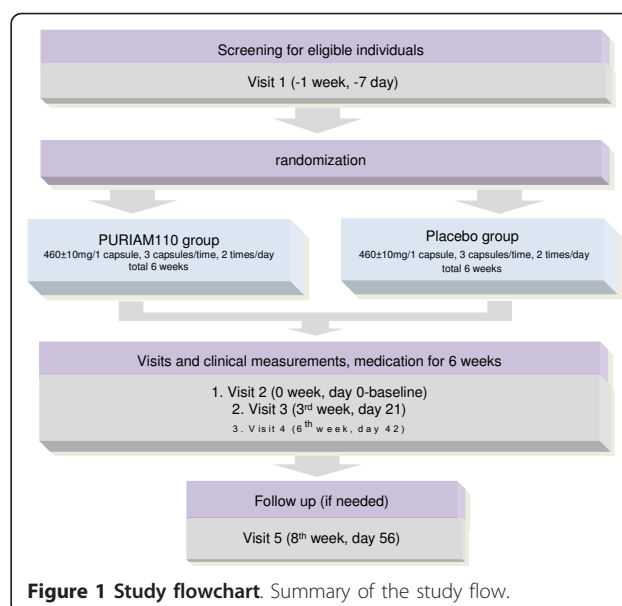 Screening for eligible individuals
Visit 1 (-1 week, -7 day)
randomization
PURIAM110 group
460±10mg/1 capsule, 3 capsules/time, 2 times/day
total 6 weeks
Placebo group
460±10mg/1 capsule, 3 capsules/time, 2 times/day
total 6 weeks
Visits and clinical measurements, medication for 6 weeks
1. Visit 2 (0 week, day 0-baseline)
2. Visit 3 (3rd week, day 21)
3. Visit 4 (6th week, day 42)
Follow up (if needed)
Visit 5 (8th week, day 56)
Figure 1 Study flowchart. Summary of the study flow.